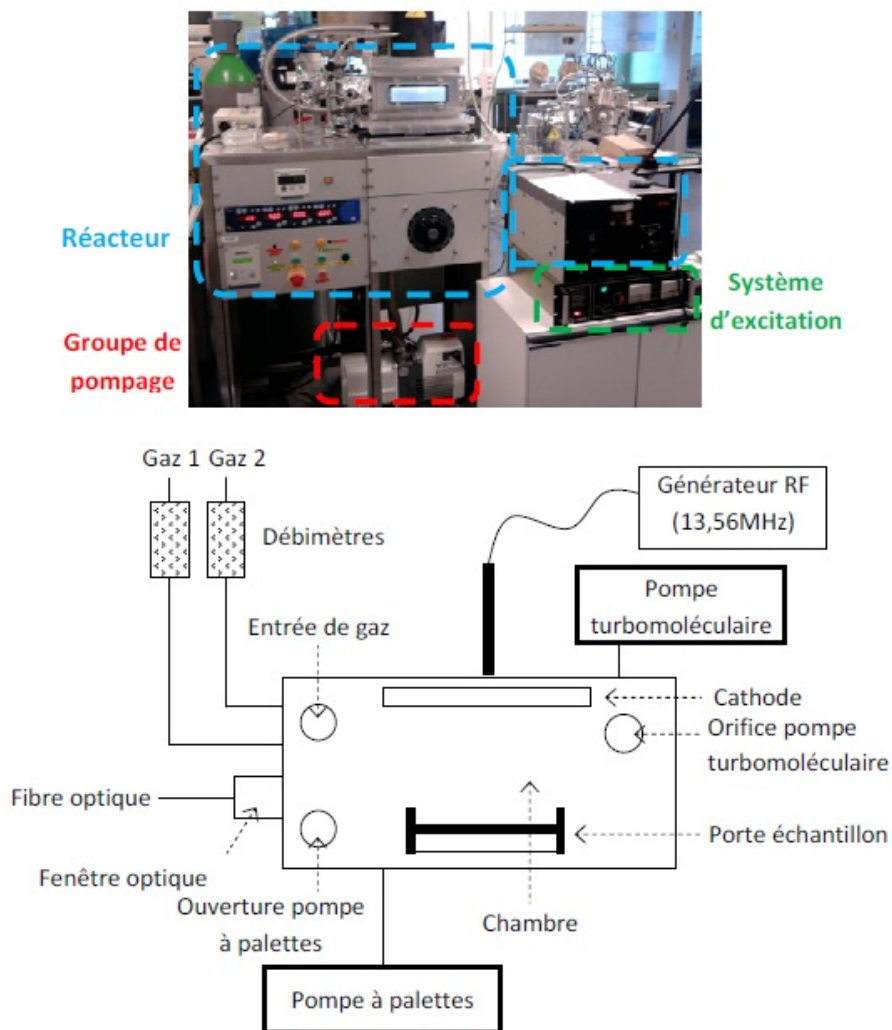 Réacteur
Système
d'excitation
Groupe de
pompage
Gaz 1 Gaz 2
Générateur RF
(13,56MHz)
Débimètres
Pompe
turbomoléculaire
Entrée de gaz
Cathode
Orifice pompe
turbomoléculaire
Fibre optique
Porte échantillon
Fenêtre optique
Ouverture pompe
à palettes
Chambre
Pompe à palettes